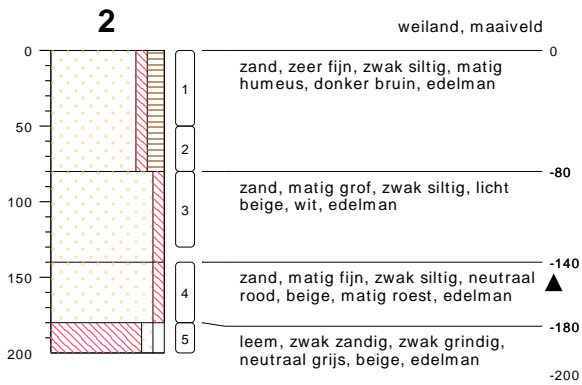 2
weiland, maaiveld
0
0
zand, zeer fijn, zwak siltig, matig
humeus, donker bruin, edelman
1
50
2
-80
zand, matig grof, zwak siltig, licht
beige, wit, edelman
100
3
-140
zand, matig fijn, zwak siltig, neutraal
rood, beige, matig roest, edelman
150
4
-180
leem, zwak zandig, zwak grindig,
neutraal grijs, beige, edelman
5
200
-200